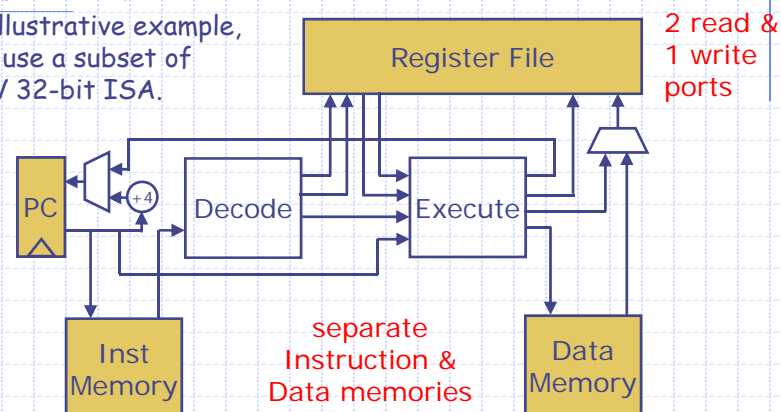 llustrative example,
use a subset of
32-bit ISA.
Register File
2 read &
1 write
ports
PC
+4
Decode
Execute
Inst
Memory
separate
Instruction &
Data memories
Data
Memory